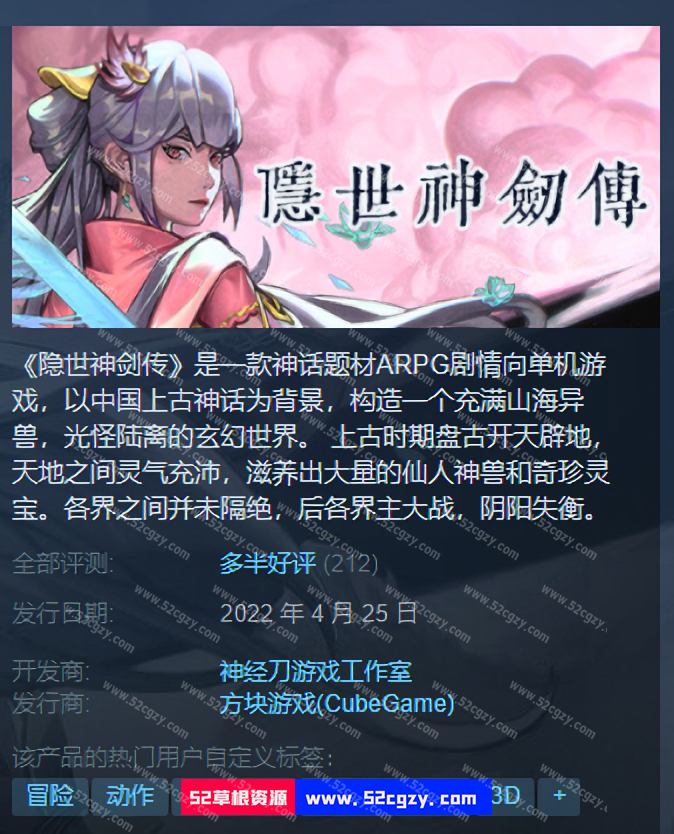 隱世神劍傳
《隐世神剑传》是一款神话题材ARPG剧情向单机游
戏，以中国上古神话为背景，构造一个充满山海异
兽，光怪陆离的玄幻世界。 上古时期盘古开天辟地，
天地之间灵气充沛，滋养出大量的仙人神兽和奇珍灵
宝。各界之间并未隔绝，后各界主大战，阴阳失衡。
全部评测: 多半好评 (212)
发行日期: 2022 年 4 月 25 日
开发商: 神经刀游戏工作室
发行商: 方块游戏(CubeGame)
该产品的热门用户自定义标签:
冒险 动作 52草根资源 www.52cgzy.com 3D +
www.52cgzy.com